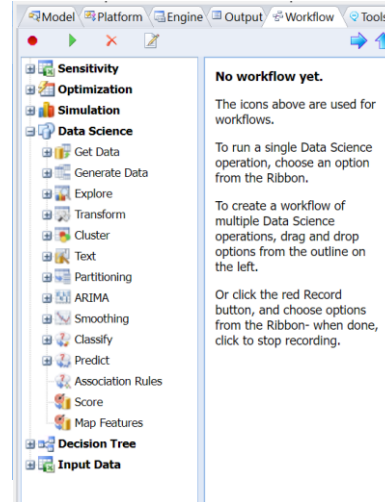 Model Platform Engine Output Workflow Tools
Sensitivity
Optimization
Simulation
Data Science
Get Data
Generate Data
Explore
Transform
Cluster
Text
Partitioning
ARIMA
Smoothing
Classify
Predict
Association Rules
Score
Map Features
Decision Tree
Input Data
No workflow yet.
The icons above are used for
workflows.
To run a single Data Science
operation, choose an option
from the Ribbon.
To create a workflow of
multiple Data Science
operations, drag and drop
options from the outline on
the left.
Or click the red Record
button, and choose options
from the Ribbon- when done,
click to stop recording.